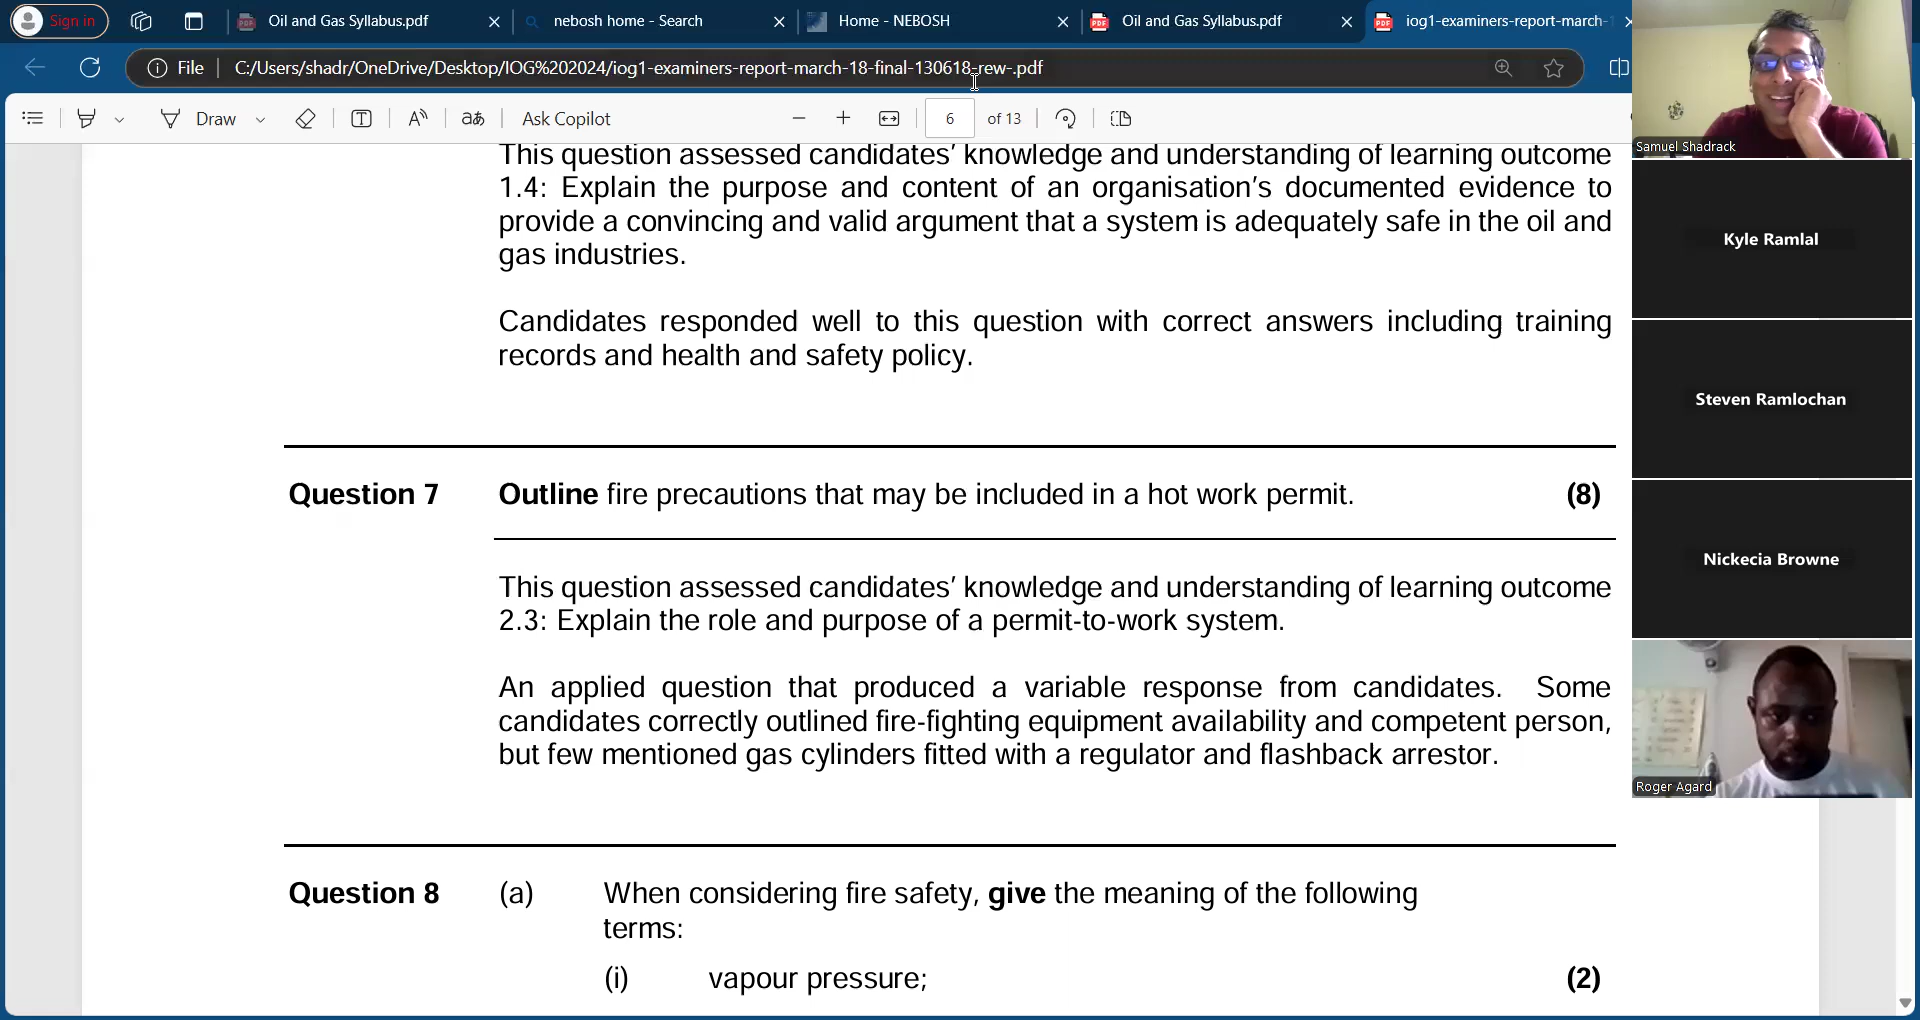 Sign in
Oil and Gas Syllabus.pdf
nebosh home - Search
Home - NEBOSH
Oil and Gas Syllabus.pdf
iog1-examiners-report-march-1
File
C:/Users/shadr/OneDrive/Desktop/IOG%202024/iog1-examiners-report-march-18-final-130618-rew-.pdf
Draw
aあ
Ask Copilot
6 of 13
This question assessed candidates' knowledge and understanding of learning outcome
1.4: Explain the purpose and content of an organisation's documented evidence to
provide a convincing and valid argument that a system is adequately safe in the oil and
gas industries.
Candidates responded well to this question with correct answers including training
records and health and safety policy.
Question 7 Outline fire precautions that may be included in a hot work permit. (8)
This question assessed candidates' knowledge and understanding of learning outcome
2.3: Explain the role and purpose of a permit-to-work system.
An applied question that produced a variable response from candidates. Some
candidates correctly outlined fire-fighting equipment availability and competent person,
but few mentioned gas cylinders fitted with a regulator and flashback arrestor.
Question 8 (a) When considering fire safety, give the meaning of the following
terms:
(i) vapour pressure; (2)
Samuel Shadrack
Kyle Ramlal
Steven Ramlochan
Nickecia Browne
Roger Agard